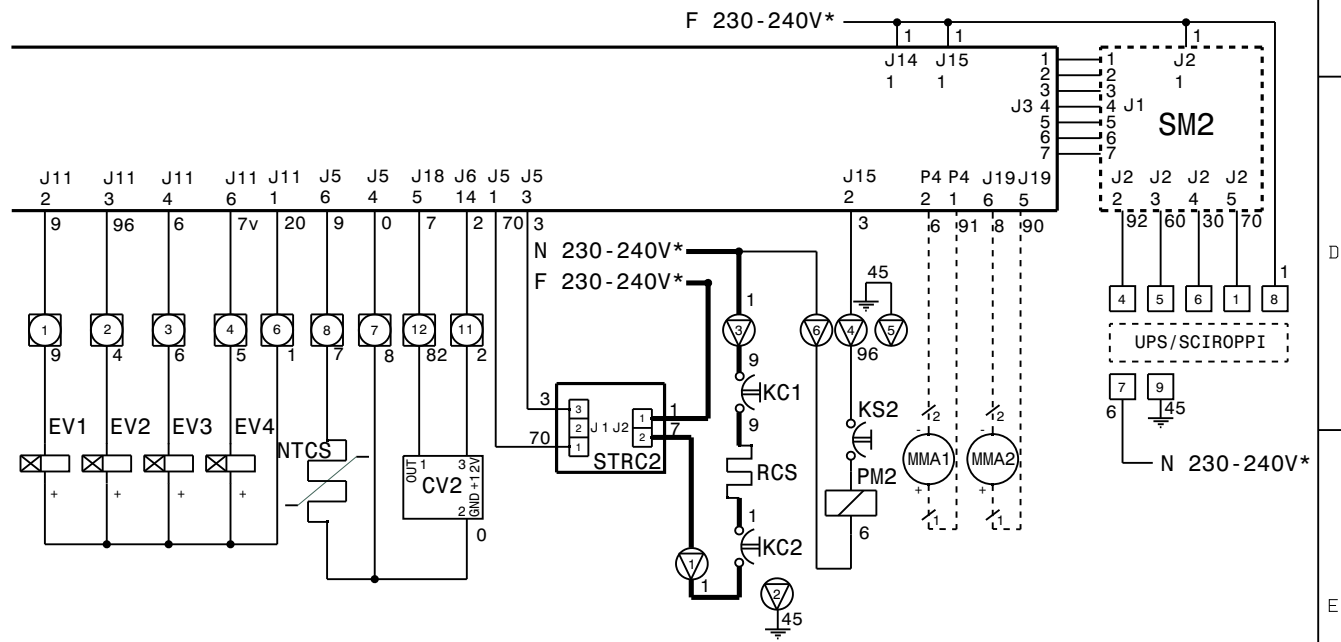 F 230-240V*
1 1 1 1
J14 J15 J2
1 1 1
1 1
2 2
3 3
J3 4 4 J1
5 5
6 6
7 7
SM2
J11 J11 J11 J11 J11 J5 J5 J18 J6 J5 J5 J15 P4 P4 J19 J19 J2 J2 J2 J2
2 3 4 6 1 6 4 5 14 1 3 2 2 1 6 5 2 3 4 5
9 96 6 7v 20 9 0 7 2 70 3 3 6 91 8 90 92 60 30 70
D
N 230-240V*
F 230-240V*
45
1 1
4 5 6 1 8
1 2 3 4 6 8 7 12 11 3 6 4 5
9 4 6 5 1 7 8 82 2 96
UPS/SCIROPPI
9
7 9
6 45
KC1
3 3 1 1
2 J1 J2
70 1 2 7
STRC2
9
KS2
2 2
EV1 EV2 EV3 EV4
NTCS
OUT 1 3 +12V
CV2
2 GND
0
RCS
PM2
- -
MMA1 MMA2
+ +
N 230-240V*
+ + + +
1
6
1 1
KC2
1
1
2
45
E